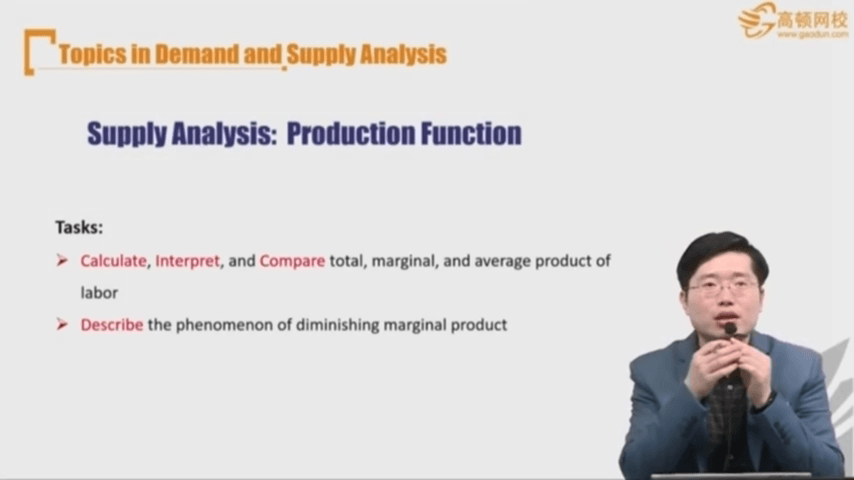 高顿网校
www.gaodun.com
Topics in Demand and Supply Analysis
Supply Analysis: Production Function
Tasks:
Calculate, Interpret, and Compare total, marginal, and average product of
labor
Describe the phenomenon of diminishing marginal product